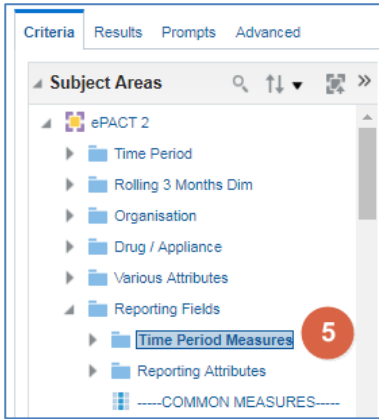 Criteria Results Prompts Advanced
Subject Areas
ePACT 2
Time Period
Rolling 3 Months Dim
Organisation
Drug / Appliance
Various Attributes
Reporting Fields
Time Period Measures 5
Reporting Attributes
-----COMMON MEASURES-----